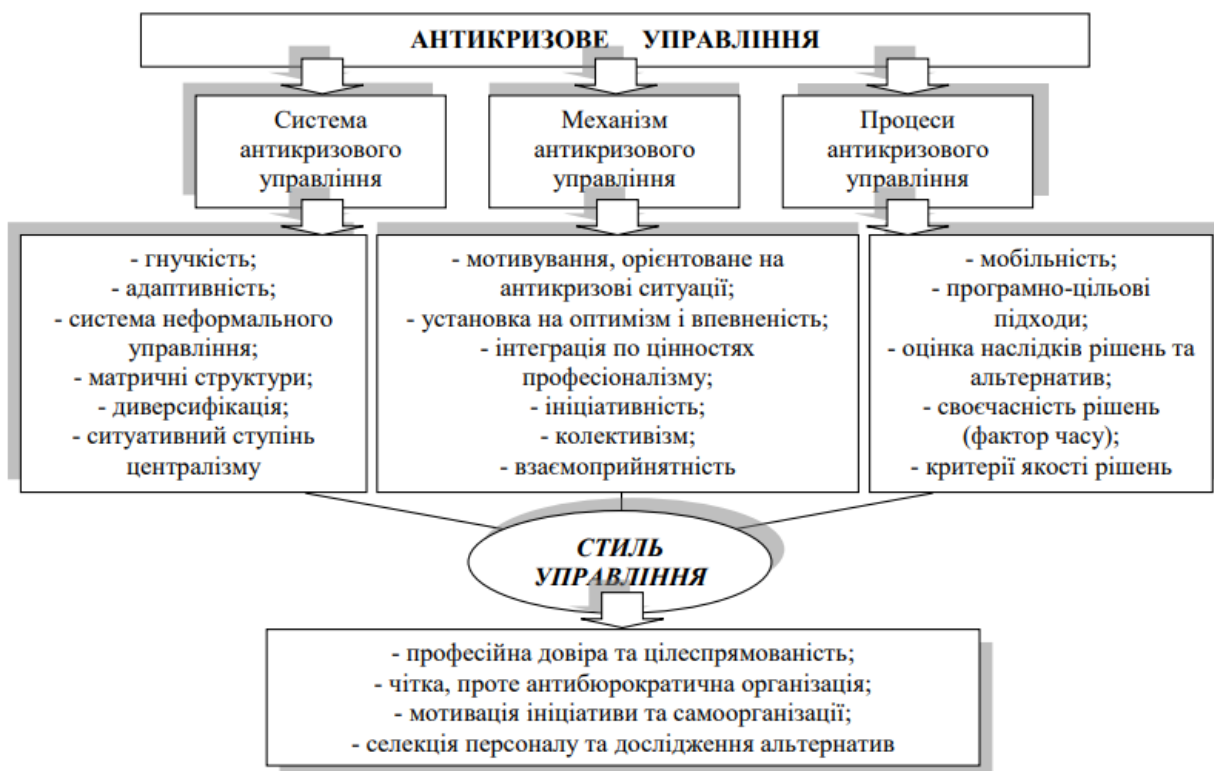 АНТИКРИЗОВЕ УПРАВЛІННЯ
Система
антикризового
управління
Механізм
антикризового
управління
Процеси
антикризового
управління
- гнучкість;
- адаптивність;
- система неформального
управління;
- матричні структури;
- диверсифікація;
- ситуативний ступінь
централізму
- мотивування, орієнтоване на
антикризові ситуації;
- установка на оптимізм і впевненість;
- інтеграція по цінностях
професіоналізму;
- ініціативність;
- колективізм;
- взаємоприйнятність
- мобільність;
- програмно-цільові
підходи;
- оцінка наслідків рішень та
альтернатив;
- своєчасність рішень
(фактор часу);
- критерії якості рішень
СТИЛЬ
УПРАВЛІННЯ
- професійна довіра та цілеспрямованість;
- чітка, проте антибюрократична організація;
- мотивація ініціативи та самоорганізації;
- селекція персоналу та дослідження альтернатив